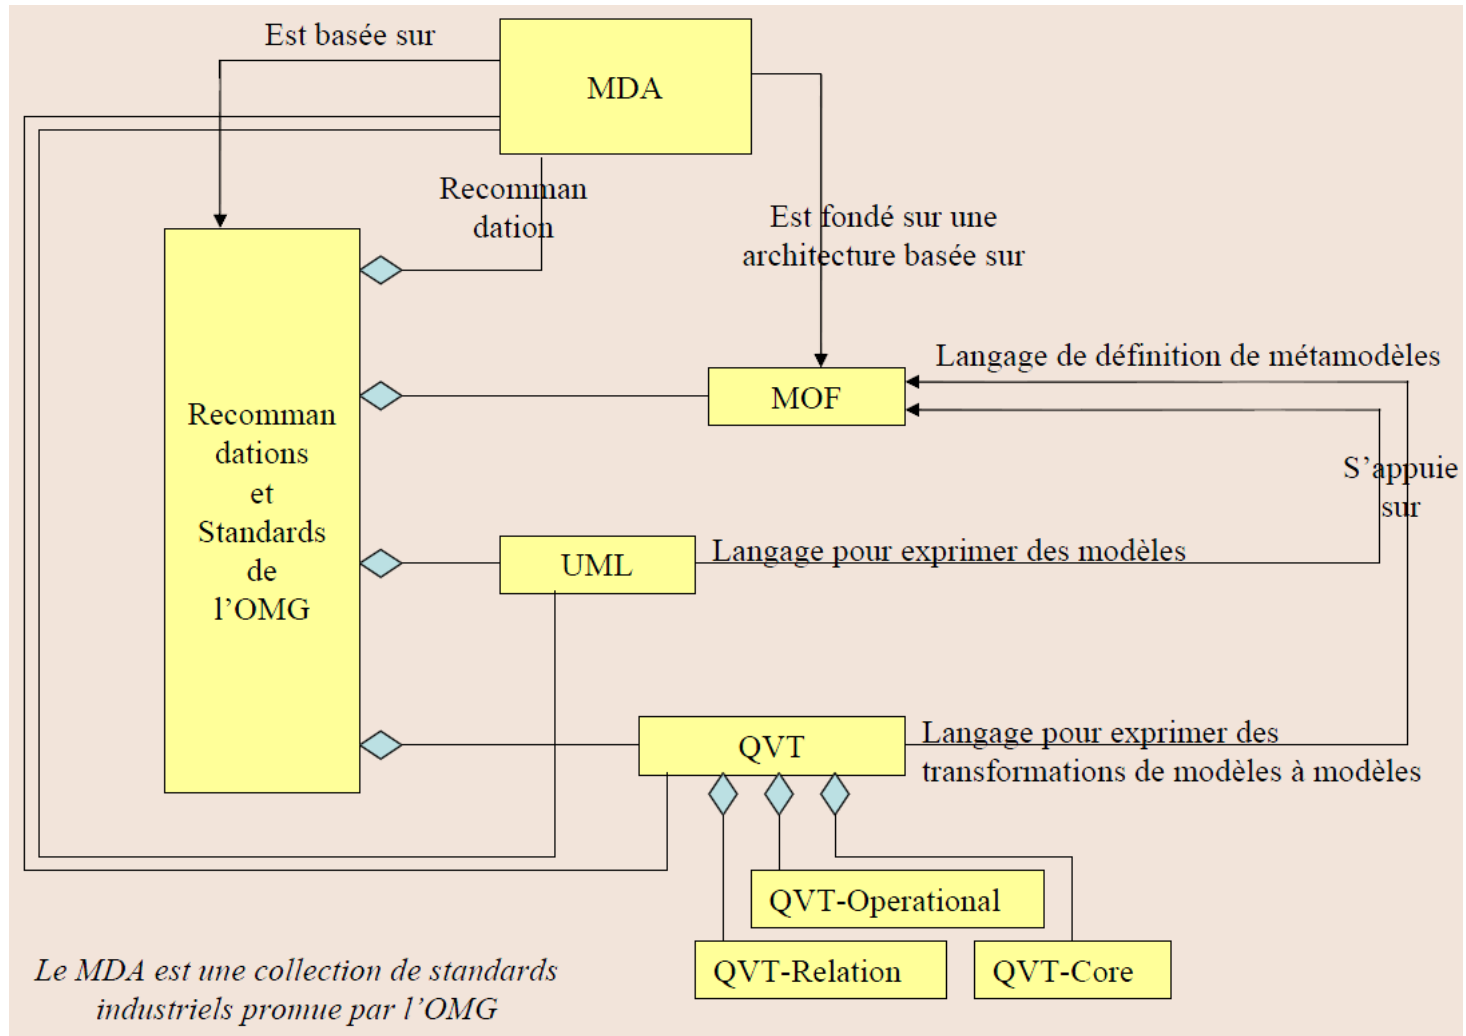 Est basée sur
MDA
Recomman
dation
Est fondé sur une
architecture basée sur
Langage de définition de métamodèles
MOF
Recomman
dations
et
Standards
de
l’OMG
S’appuie
sur
UML
Langage pour exprimer des modèles
QVT
Langage pour exprimer des
transformations de modèles à modèles
QVT-Operational
QVT-Relation
QVT-Core
Le MDA est une collection de standards
industriels promue par l’OMG